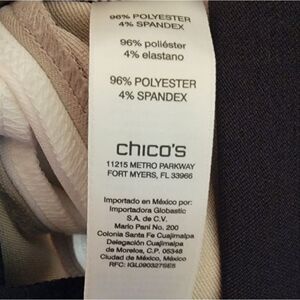 96% POLYESTER
4% SPANDEX
96% poliéster
4% elastano
96% POLYESTER
4% SPANDEX
chico's
11215 METRO PARKWAY
FORT MYERS, FL 33966
Importado en México por:
Importadora Globastic
S.A. de C.V.
Mario Pani No. 200
Colonia Santa Fe Cuajimalpa
Delegación Cuajimalpa
de Morelos, C.P. 05348
Ciudad de México, México
RFC: IGL090327SE5